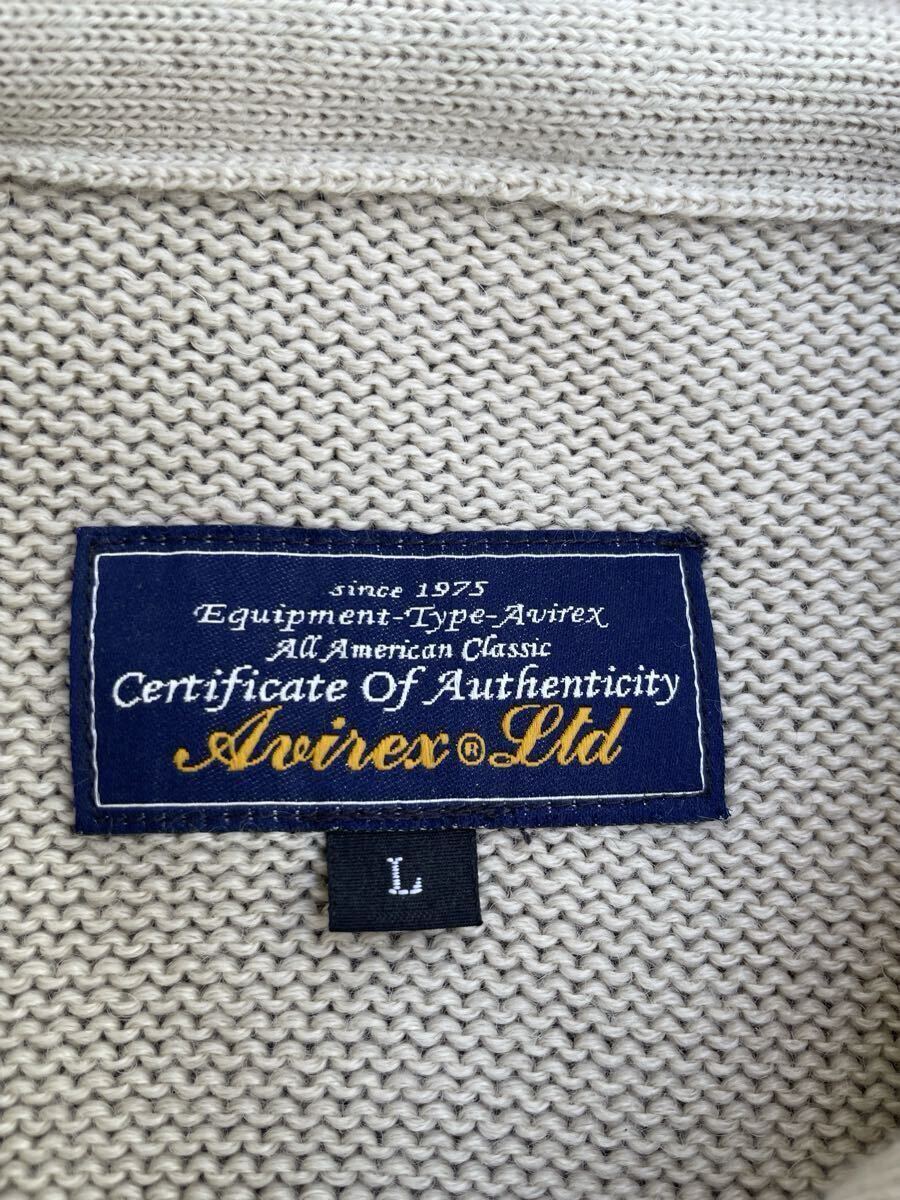 since 1975
Equipment-Type-Avirex
All American Classic
Certificate Of Authenticity
Avirex®Ltd
L